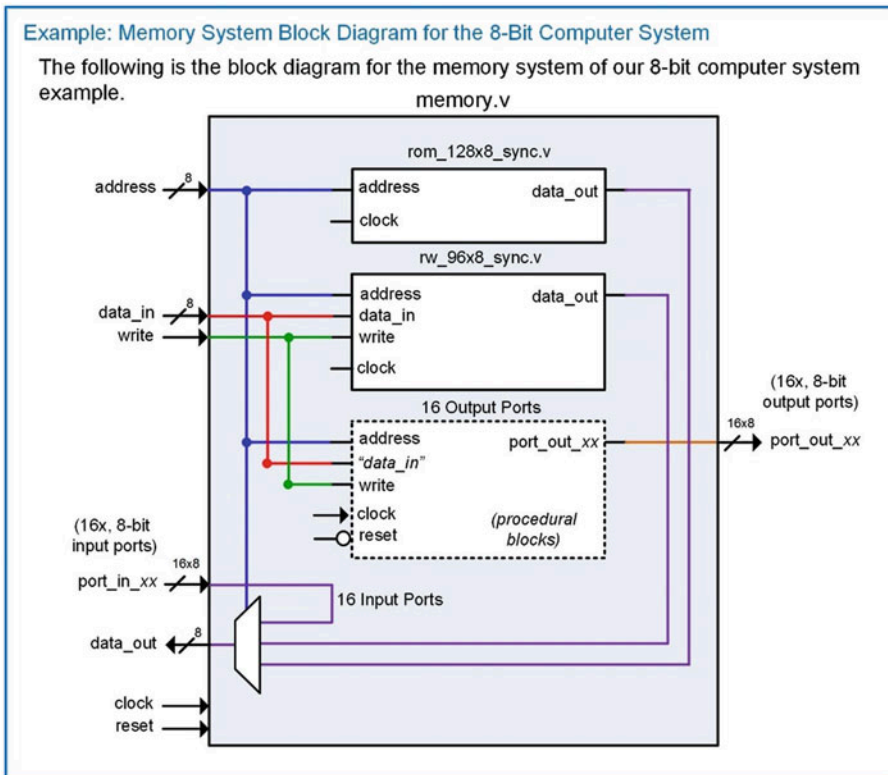 Example: Memory System Block Diagram for the 8-Bit Computer System
The following is the block diagram for the memory system of our 8-bit computer system
example.
memory.v
rom_128x8_sync.v
address
8
address
data_out
clock
rw_96x8_sync.v
address
data_out
data_in
8
data_in
write
write
clock
(16x, 8-bit
output ports)
16 Output Ports
address
port_out_xx
16x8
port_out_xx
"data_in"
write
clock
(procedural
blocks)
reset
(16x, 8-bit
input ports)
16x8
port_in_xx
16 Input Ports
data_out
8
clock
reset